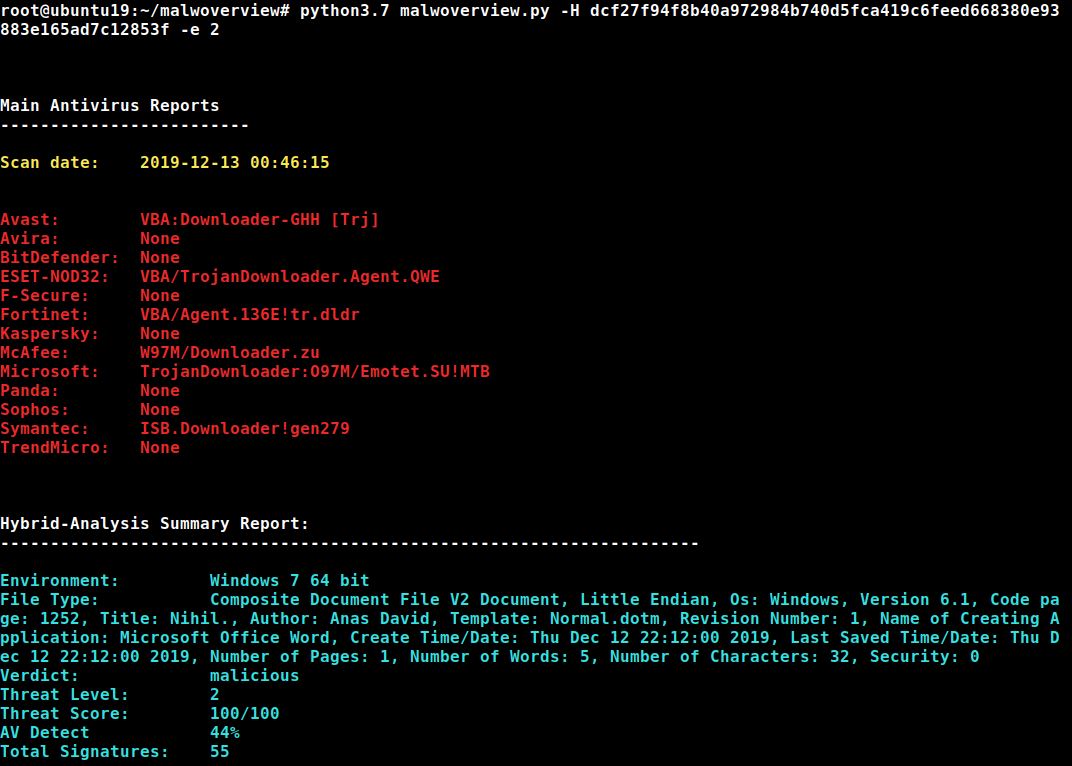 root@ubuntu19:~/malwoverview# python3.7 malwoverview.py -H dcf27f94f8b40a972984b740d5fca419c6feed668380e93
883e165ad7c12853f -e 2
Main Antivirus Reports
-------------------------
Scan date:    2019-12-13 00:46:15
Avast:        VBA:Downloader-GHH [Trj]
Avira:        None
BitDefender:  None
ESET-NOD32:   VBA/TrojanDownloader.Agent.QWE
F-Secure:     None
Fortinet:     VBA/Agent.136E!tr.dldr
Kaspersky:    None
McAfee:       W97M/Downloader.zu
Microsoft:    TrojanDownloader:O97M/Emotet.SU!MTB
Panda:        None
Sophos:       None
Symantec:     ISB.Downloader!gen279
TrendMicro:   None
Hybrid-Analysis Summary Report:
----------------------------------------------------------------------
Environment:         Windows 7 64 bit
File Type:           Composite Document File V2 Document, Little Endian, Os: Windows, Version 6.1, Code pa
ge: 1252, Title: Nihil., Author: Anas David, Template: Normal.dotm, Revision Number: 1, Name of Creating A
pplication: Microsoft Office Word, Create Time/Date: Thu Dec 12 22:12:00 2019, Last Saved Time/Date: Thu D
ec 12 22:12:00 2019, Number of Pages: 1, Number of Words: 5, Number of Characters: 32, Security: 0
Verdict:             malicious
Threat Level:        2
Threat Score:        100/100
AV Detect            44%
Total Signatures:    55